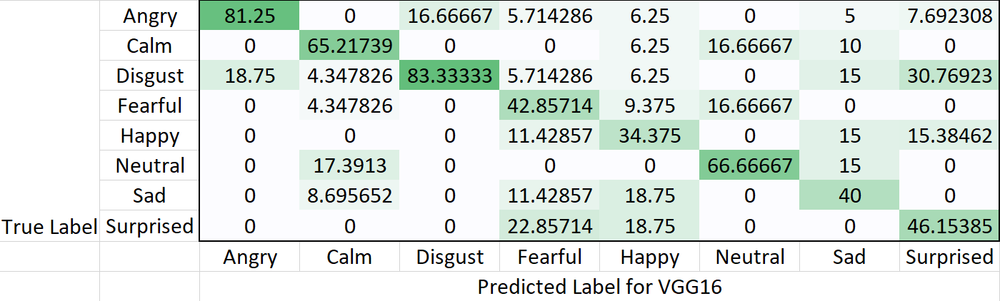 Angry 81.25 0 16.66667 5.714286 6.25 0 5 7.692308
Calm 0 65.21739 0 0 6.25 16.66667 10 0
Disgust 18.75 4.347826 83.33333 5.714286 6.25 0 15 30.76923
Fearful 0 4.347826 0 42.85714 9.375 16.66667 0 0
Happy 0 0 0 11.42857 34.375 0 15 15.38462
Neutral 0 17.3913 0 0 0 66.66667 15 0
Sad 0 8.695652 0 11.42857 18.75 0 40 0
True Label Surprised 0 0 0 22.85714 18.75 0 0 46.15385
Angry Calm Disgust Fearful Happy Neutral Sad Surprised
Predicted Label for VGG16